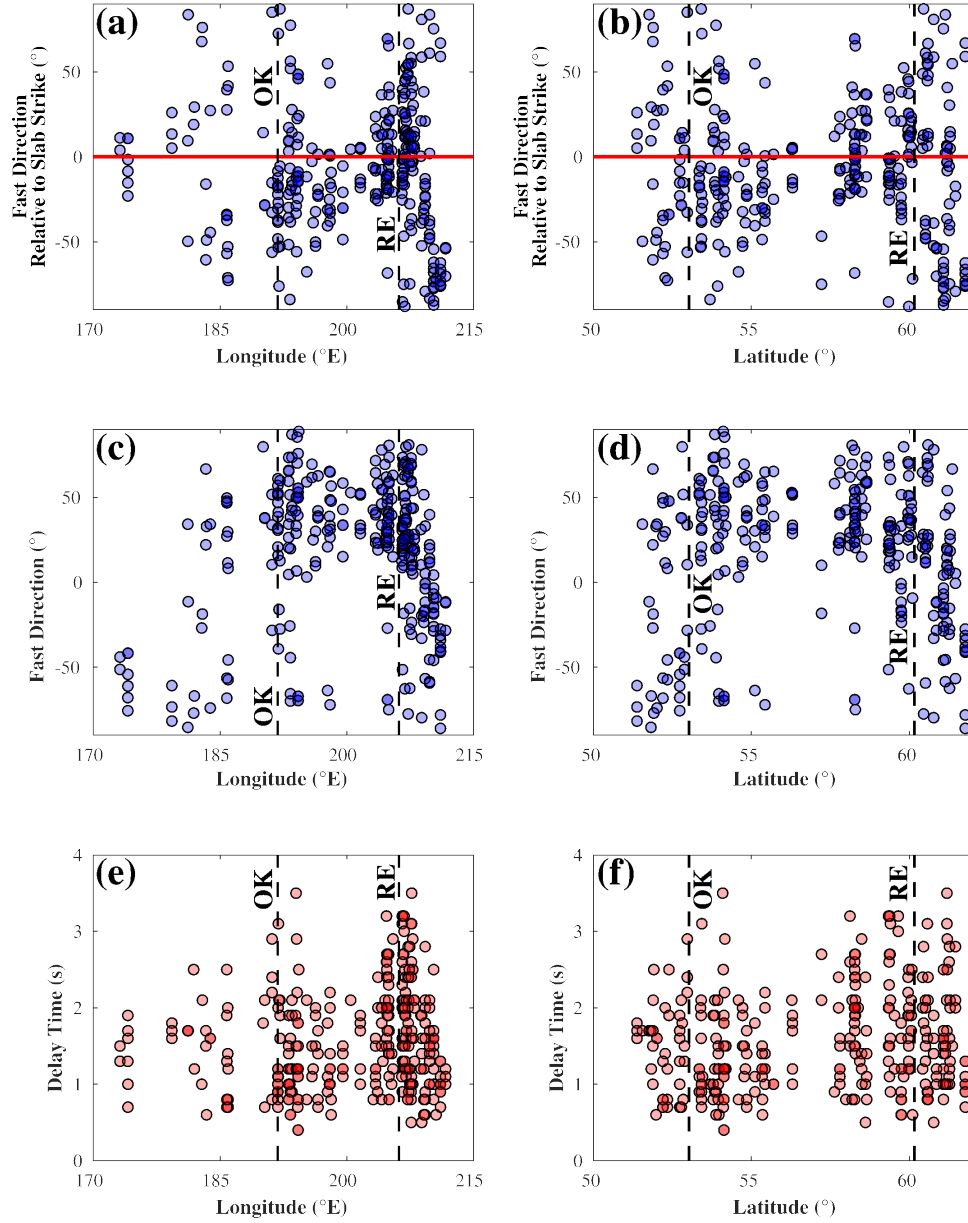 (a)
50
0
-50
Fast Direction
Relative to Slab Strike (°)
OK
RE
170
185
200
215
Longitude (°E)
(b)
50
0
-50
Fast Direction
Relative to Slab Strike (°)
OK
RE
50
55
60
Latitude (°)
(c)
50
0
-50
Fast Direction (°)
OK
RE
170
185
200
215
Longitude (°E)
(d)
50
0
-50
Fast Direction (°)
OK
RE
50
55
60
Latitude (°)
(e)
4
3
2
1
0
Delay Time (s)
OK
RE
170
185
200
215
Longitude (°E)
(f)
4
3
2
1
0
Delay Time (s)
OK
RE
50
55
60
Latitude (°)